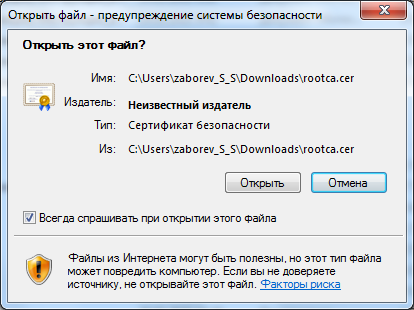 Открыть файл - предупреждение системы безопасности
Открыть этот файл?
Имя: C:\Users\zaborev_S_S\Downloads\rootca.cer
Издатель: Неизвестный издатель
Тип: Сертификат безопасности
Из: C:\Users\zaborev_S_S\Downloads\rootca.cer
Открыть Отмена
Всегда спрашивать при открытии этого файла
Файлы из Интернета могут быть полезны, но этот тип файла
может повредить компьютер. Если вы не доверяете
источнику, не открывайте этот файл. Факторы риска